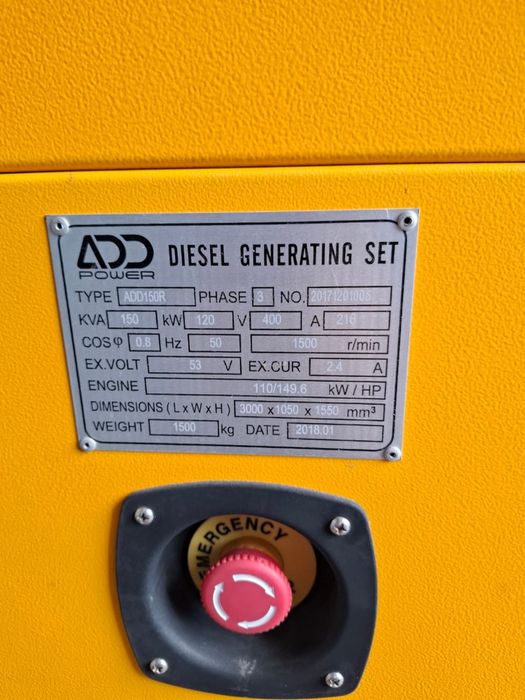 ADD POWER DIESEL GENERATING SET
TYPE ADD150R PHASE 3 NO. 20171201005
KVA 150 kW 120 V 400 A 216
COS φ 0.8 Hz 50 1500 r/min
EX.VOLT 53 V EX.CUR 2.4 A
ENGINE 110/149.6 kW / HP
DIMENSIONS ( L x W x H ) 3000 x 1050 x 1550 mm³
WEIGHT 1500 kg DATE 2018.01
EMERGENCY